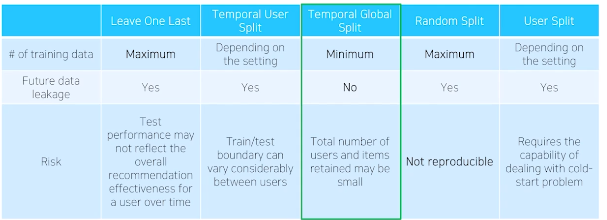 Leave One Last
Temporal User
Split
Temporal Global
Split
Random Split
User Split
# of training data
Maximum
Depending on
the setting
Minimum
Maximum
Depending on
the setting
Future data
leakage
Yes
Yes
No
Yes
Yes
Risk
Test
performance may
not reflect the
overall
recommendation
effectiveness for
a user over time
Train/test
boundary can
vary considerably
between users
Total number of
users and items
retained may be
small
Not reproducible
Requires the
capability of
dealing with cold-
start problem